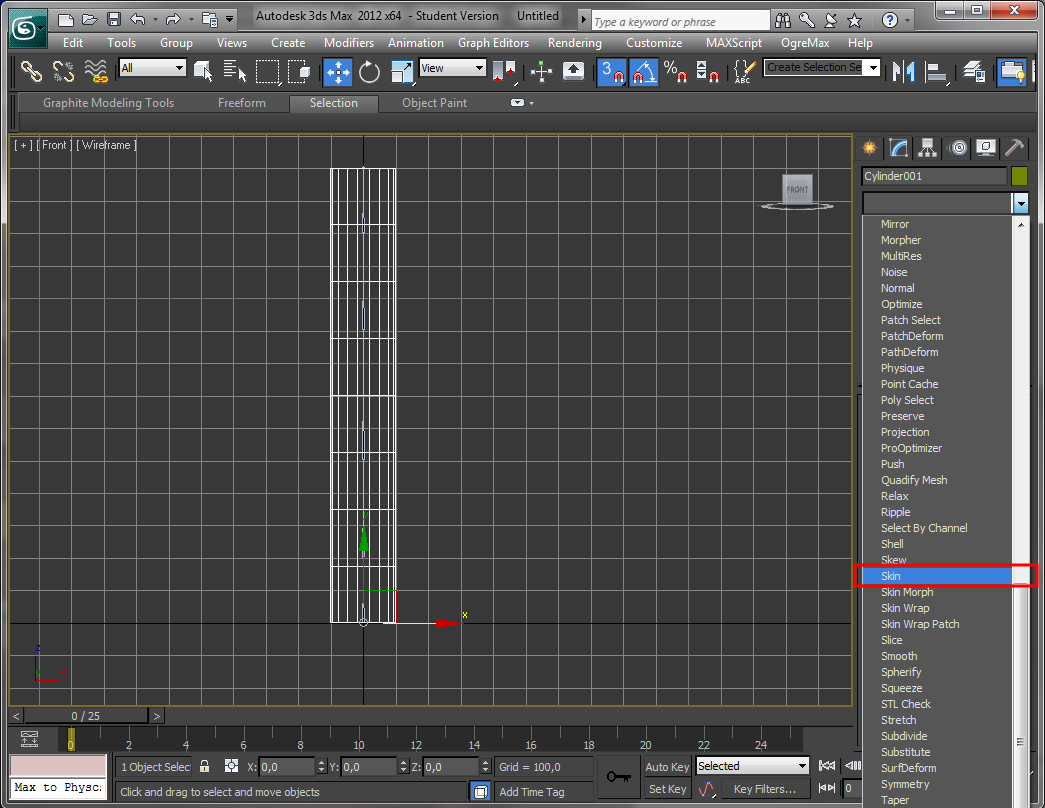 Autodesk 3ds Max 2012 x64 - Student Version Untitled
Type a keyword or phrase
Edit Tools Group Views Create Modifiers Animation Graph Editors Rendering Customize MAXScript OgreMax Help
All View 3 % ABC Create Selection Se
Graphite Modeling Tools Freeform Selection Object Paint
[ + ] [ Front ] [ Wireframe ]
FRONT
x
z
Cylinder001
Mirror
Morpher
MultiRes
Noise
Normal
Optimize
Patch Select
PatchDeform
PathDeform
Physique
Point Cache
Poly Select
Preserve
Projection
ProOptimizer
Push
Quadify Mesh
Relax
Ripple
Select By Channel
Shell
Skew
Skin
Skin Morph
Skin Wrap
Skin Wrap Patch
Slice
Smooth
Spherify
Squeeze
STL Check
Stretch
Subdivide
Substitute
SurfDeform
Symmetry
Taper
< 0 / 25 >
0 2 4 6 8 10 12 14 16 18 20 22 24
1 Object Select X: 0,0 Y: 0,0 Z: 0,0 Grid = 100,0 Auto Key Selected
Max to Physca Click and drag to select and move objects Add Time Tag Set Key Key Filters... 0